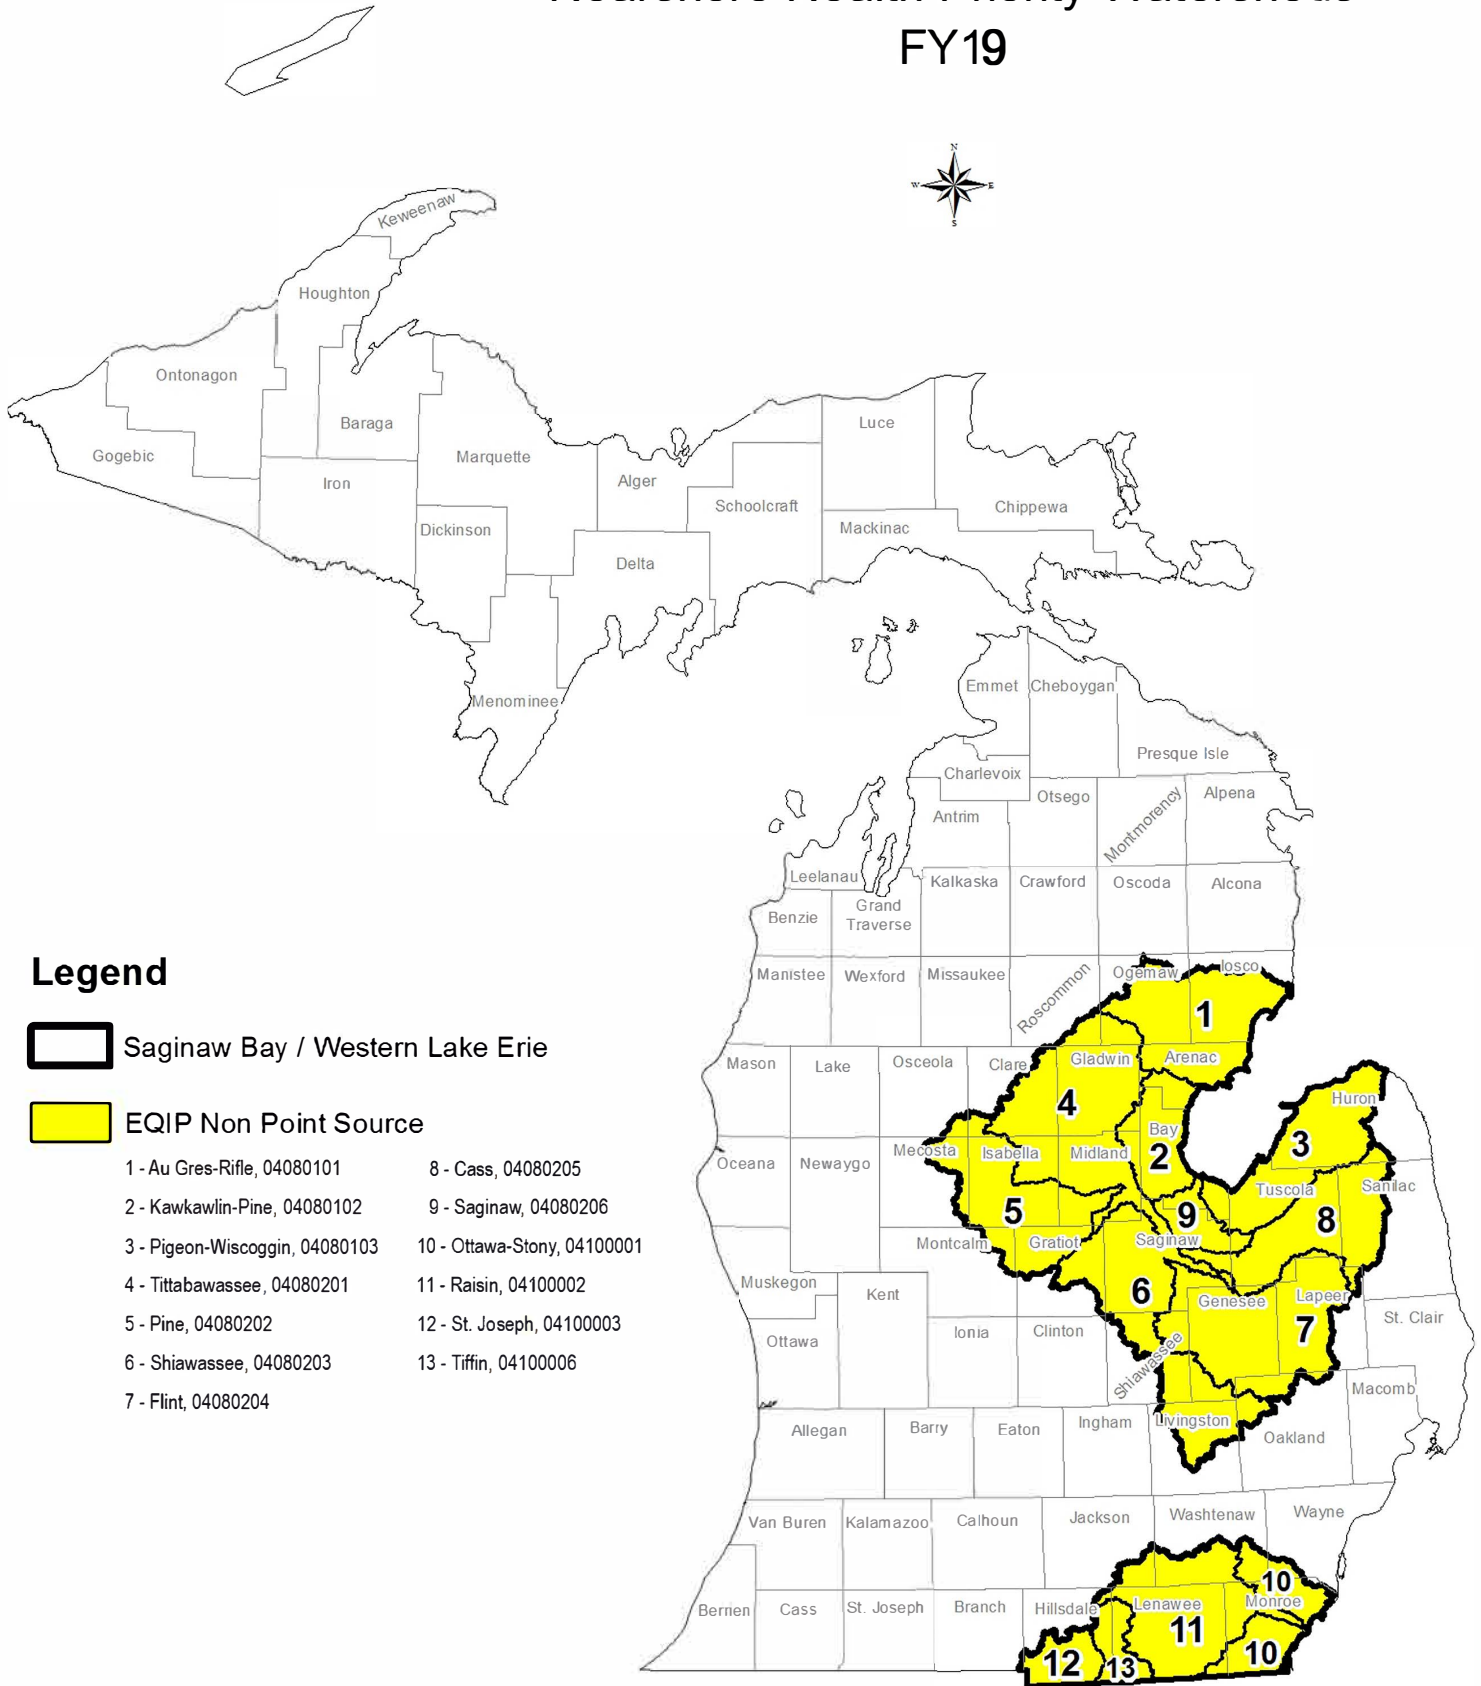 Nearshore Health Priority Watersheds
FY19
N
W E
S
Keweenaw
Houghton
Ontonagon
Baraga
Gogebic
Marquette
Iron
Alger
Luce
Schoolcraft
Chippewa
Dickinson
Mackinac
Delta
Menominee
Emmet
Cheboygan
Presque Isle
Charlevoix
Otsego
Montmorency
Alpena
Antrim
Leelanau
Kalkaska
Crawford
Oscoda
Alcona
Benzie
Grand
Traverse
Manistee
Wexford
Missaukee
Roscommon
Ogemaw
Iosco
1
Mason
Lake
Osceola
Clare
Gladwin
Arenac
4
Huron
Bay
3
2
Oceana
Newaygo
Mecosta
Isabella
Midland
Tuscola
Sanilac
5
9
8
Montcalm
Gratiot
Saginaw
Muskegon
Kent
6
Genesee
Lapeer
Ottawa
Ionia
Clinton
Shiawassee
7
St. Clair
Macomb
Allegan
Barry
Eaton
Ingham
Livingston
Oakland
Van Buren
Kalamazoo
Calhoun
Jackson
Washtenaw
Wayne
Berrien
Cass
St. Joseph
Branch
Hillsdale
Lenawee
10
Monroe
11
12
13
10
Legend
Saginaw Bay / Western Lake Erie
EQIP Non Point Source
1 - Au Gres-Rifle, 04080101
2 - Kawkawlin-Pine, 04080102
3 - Pigeon-Wiscoggin, 04080103
4 - Tittabawassee, 04080201
5 - Pine, 04080202
6 - Shiawassee, 04080203
7 - Flint, 04080204
8 - Cass, 04080205
9 - Saginaw, 04080206
10 - Ottawa-Stony, 04100001
11 - Raisin, 04100002
12 - St. Joseph, 04100003
13 - Tiffin, 04100006